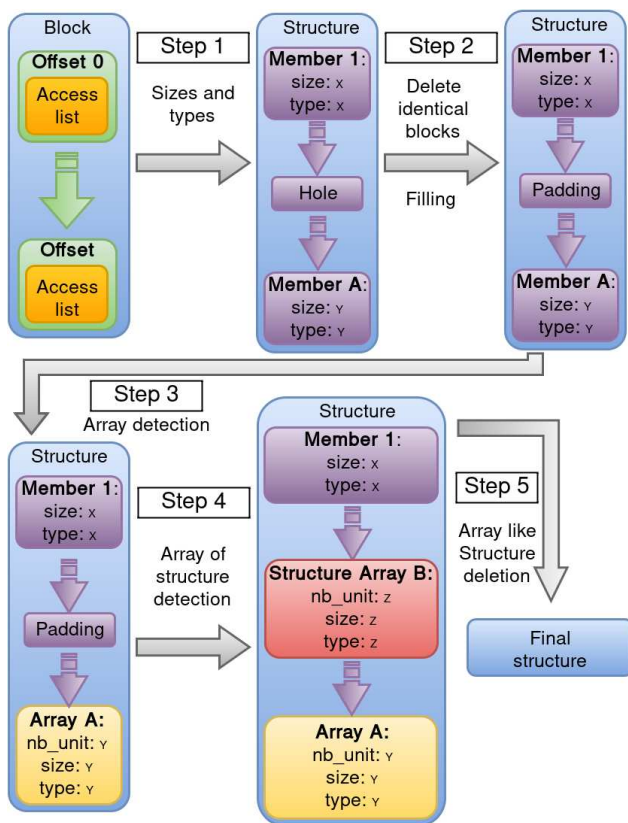 Block
Offset 0
Access
list
Offset
Access
list
Step 1
Sizes and
types
Structure
Member 1:
size: x
type: x
Hole
Member A:
size: Y
type: Y
Step 2
Delete
identical
blocks
Filling
Structure
Member 1:
size: x
type: x
Padding
Member A:
size: Y
type: Y
Step 3
Array detection
Structure
Member 1:
size: x
type: x
Padding
Array A:
nb_unit: Y
size: Y
type: Y
Step 4
Array of
structure
detection
Structure
Member 1:
size: x
type: x
Structure Array B:
nb_unit: z
size: z
type: z
Array A:
nb_unit: Y
size: Y
type: Y
Step 5
Array like
Structure
deletion
Final
structure